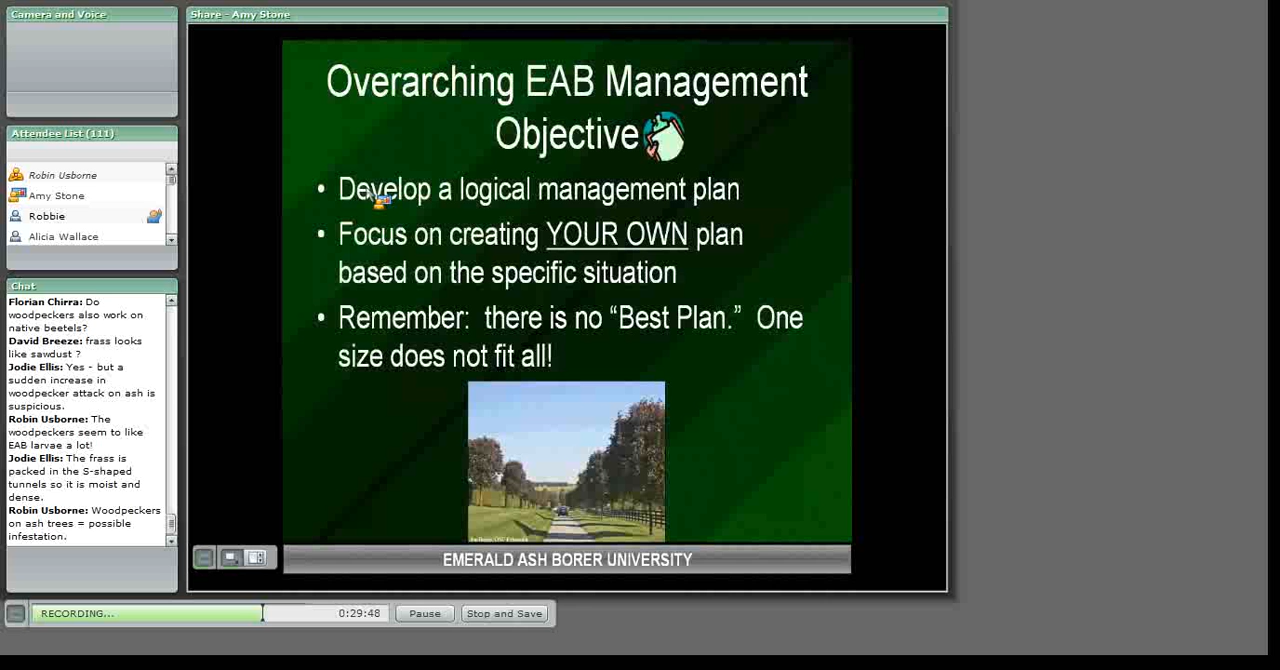 Camera and Voice
Share - Amy Stone
Attendee List (111)
Robin Usborne
Amy Stone
Robbie
Alicia Wallace
Chat
Florian Chirra: Do
woodpeckers also work on
native beetels?
David Breeze: frass looks
like sawdust ?
Jodie Ellis: Yes - but a
sudden increase in
woodpecker attack on ash is
suspicious.
Robin Usborne: The
woodpeckers seem to like
EAB larvae a lot!
Jodie Ellis: The frass is
packed in the S-shaped
tunnels so it is moist and
dense.
Robin Usborne: Woodpeckers
on ash trees = possible
infestation.
Overarching EAB Management
Objective
• Develop a logical management plan
• Focus on creating YOUR OWN plan
based on the specific situation
• Remember: there is no “Best Plan.” One
size does not fit all!
EMERALD ASH BORER UNIVERSITY
RECORDING...
0:29:48
Pause
Stop and Save